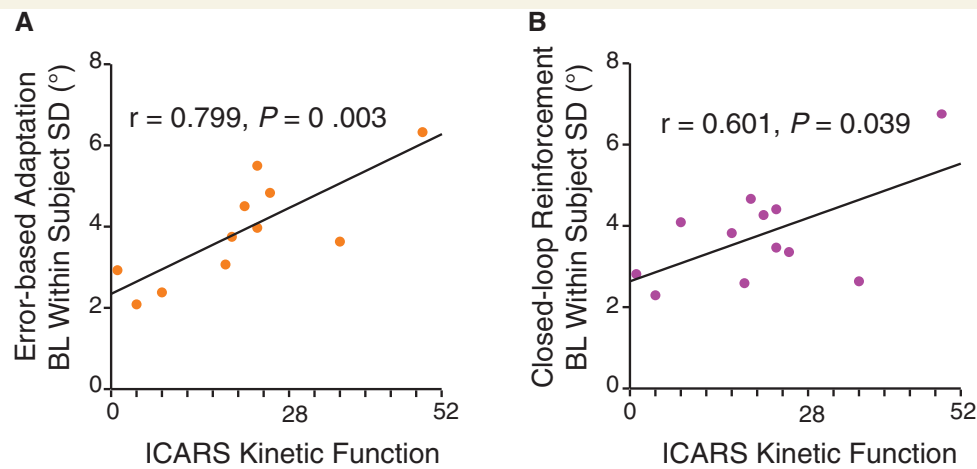 A
Error-based Adaptation
BL Within Subject SD (°)
8
6
4
2
0
r = 0.799, P = 0 .003
0
28
52
ICARS Kinetic Function
B
Closed-loop Reinforcement
BL Within Subject SD (°)
8
6
4
2
0
r = 0.601, P = 0.039
0
28
52
ICARS Kinetic Function